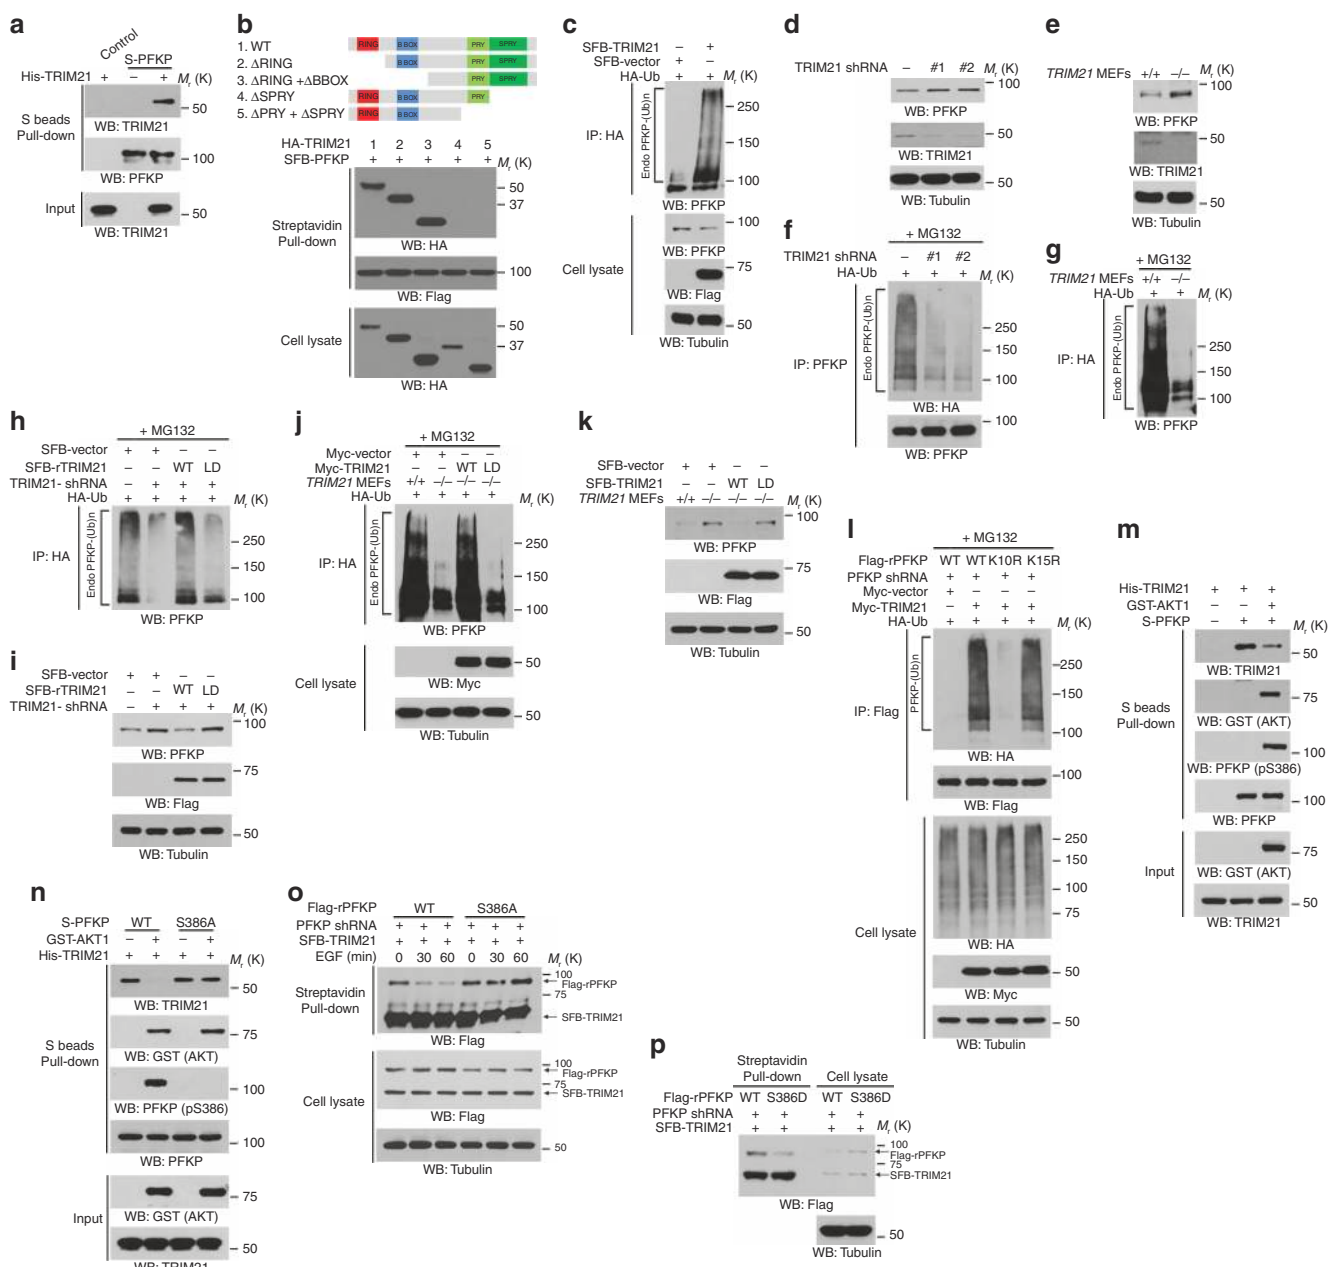 a
Control
S-PFKP
His-TRIM21 + – + Mr (K)
50
WB: TRIM21
S beads
Pull-down
100
WB: PFKP
Input
50
WB: TRIM21
b
1. WT
RING B BOX PRY SPRY
2. ΔRING
B BOX PRY SPRY
3. ΔRING +ΔBBOX
PRY SPRY
4. ΔSPRY
RING B BOX PRY
5. ΔPRY + ΔSPRY
RING B BOX
HA-TRIM21 1 2 3 4 5
SFB-PFKP + + + + + Mr (K)
50
37
Streptavidin
Pull-down
WB: HA
100
WB: Flag
Cell lysate
50
37
WB: HA
c
SFB-TRIM21 – +
SFB-vector + –
HA-Ub + + Mr (K)
IP: HA
Endo PFKP-(Ub)n
250
150
100
WB: PFKP
100
WB: PFKP
Cell lysate
75
WB: Flag
50
WB: Tubulin
d
TRIM21 shRNA – #1 #2 Mr (K)
100
WB: PFKP
50
WB: TRIM21
50
WB: Tubulin
e
TRIM21 MEFs +/+ –/– Mr (K)
100
WB: PFKP
50
WB: TRIM21
50
WB: Tubulin
f
+ MG132
TRIM21 shRNA – #1 #2
HA-Ub + + + Mr (K)
IP: PFKP
Endo PFKP-(Ub)n
250
150
100
WB: HA
100
WB: PFKP
g
+ MG132
TRIM21 MEFs +/+ –/–
HA-Ub + + Mr (K)
IP: HA
Endo PFKP-(Ub)n
250
150
100
WB: PFKP
h
+ MG132
SFB-vector + + – –
SFB-rTRIM21 – – WT LD
TRIM21- shRNA – + + +
HA-Ub + + + + Mr (K)
IP: HA
Endo PFKP-(Ub)n
250
150
100
WB: PFKP
i
SFB-vector + + – –
SFB-rTRIM21 – – WT LD
TRIM21- shRNA – + + + Mr (K)
100
WB: PFKP
75
WB: Flag
50
WB: Tubulin
j
+ MG132
Myc-vector + + – –
Myc-TRIM21 – – WT LD
TRIM21 MEFs +/+ –/– –/– –/–
HA-Ub + + + + Mr (K)
IP: HA
Endo PFKP-(Ub)n
250
150
100
WB: PFKP
Cell lysate
50
WB: Myc
50
WB: Tubulin
k
SFB-vector + + – –
SFB-TRIM21 – – WT LD
TRIM21 MEFs +/+ –/– –/– –/– Mr (K)
100
WB: PFKP
75
WB: Flag
50
WB: Tubulin
l
+ MG132
Flag-rPFKP WT WT K10R K15R
PFKP shRNA + + + +
Myc-vector + – – –
Myc-TRIM21 – + + +
HA-Ub + + + + Mr (K)
IP: Flag
PFKP-(Ub)n
250
150
100
WB: HA
100
WB: Flag
Cell lysate
250
150
100
75
WB: HA
50
WB: Myc
50
WB: Tubulin
m
His-TRIM21 + + +
GST-AKT1 – – +
S-PFKP – + + Mr (K)
50
WB: TRIM21
S beads
Pull-down
75
WB: GST (AKT)
100
WB: PFKP (pS386)
100
WB: PFKP
Input
75
WB: GST (AKT)
50
WB: TRIM21
n
S-PFKP WT S386A
GST-AKT1 – + – +
His-TRIM21 + + + + Mr (K)
50
WB: TRIM21
S beads
Pull-down
75
WB: GST (AKT)
100
WB: PFKP (pS386)
100
WB: PFKP
Input
75
WB: GST (AKT)
50
WB: TRIM21
o
Flag-rPFKP WT S386A
PFKP shRNA + + + + + +
SFB-TRIM21 + + + + + +
EGF (min) 0 30 60 0 30 60 Mr (K)
Streptavidin
Pull-down
100
Flag-rPFKP
75
SFB-TRIM21
WB: Flag
Cell lysate
100
Flag-rPFKP
75
SFB-TRIM21
WB: Flag
50
WB: Tubulin
p
Streptavidin
Pull-down Cell lysate
Flag-rPFKP WT S386D WT S386D
PFKP shRNA + + + +
SFB-TRIM21 + + + + Mr (K)
100
Flag-rPFKP
75
SFB-TRIM21
WB: Flag
50
WB: Tubulin